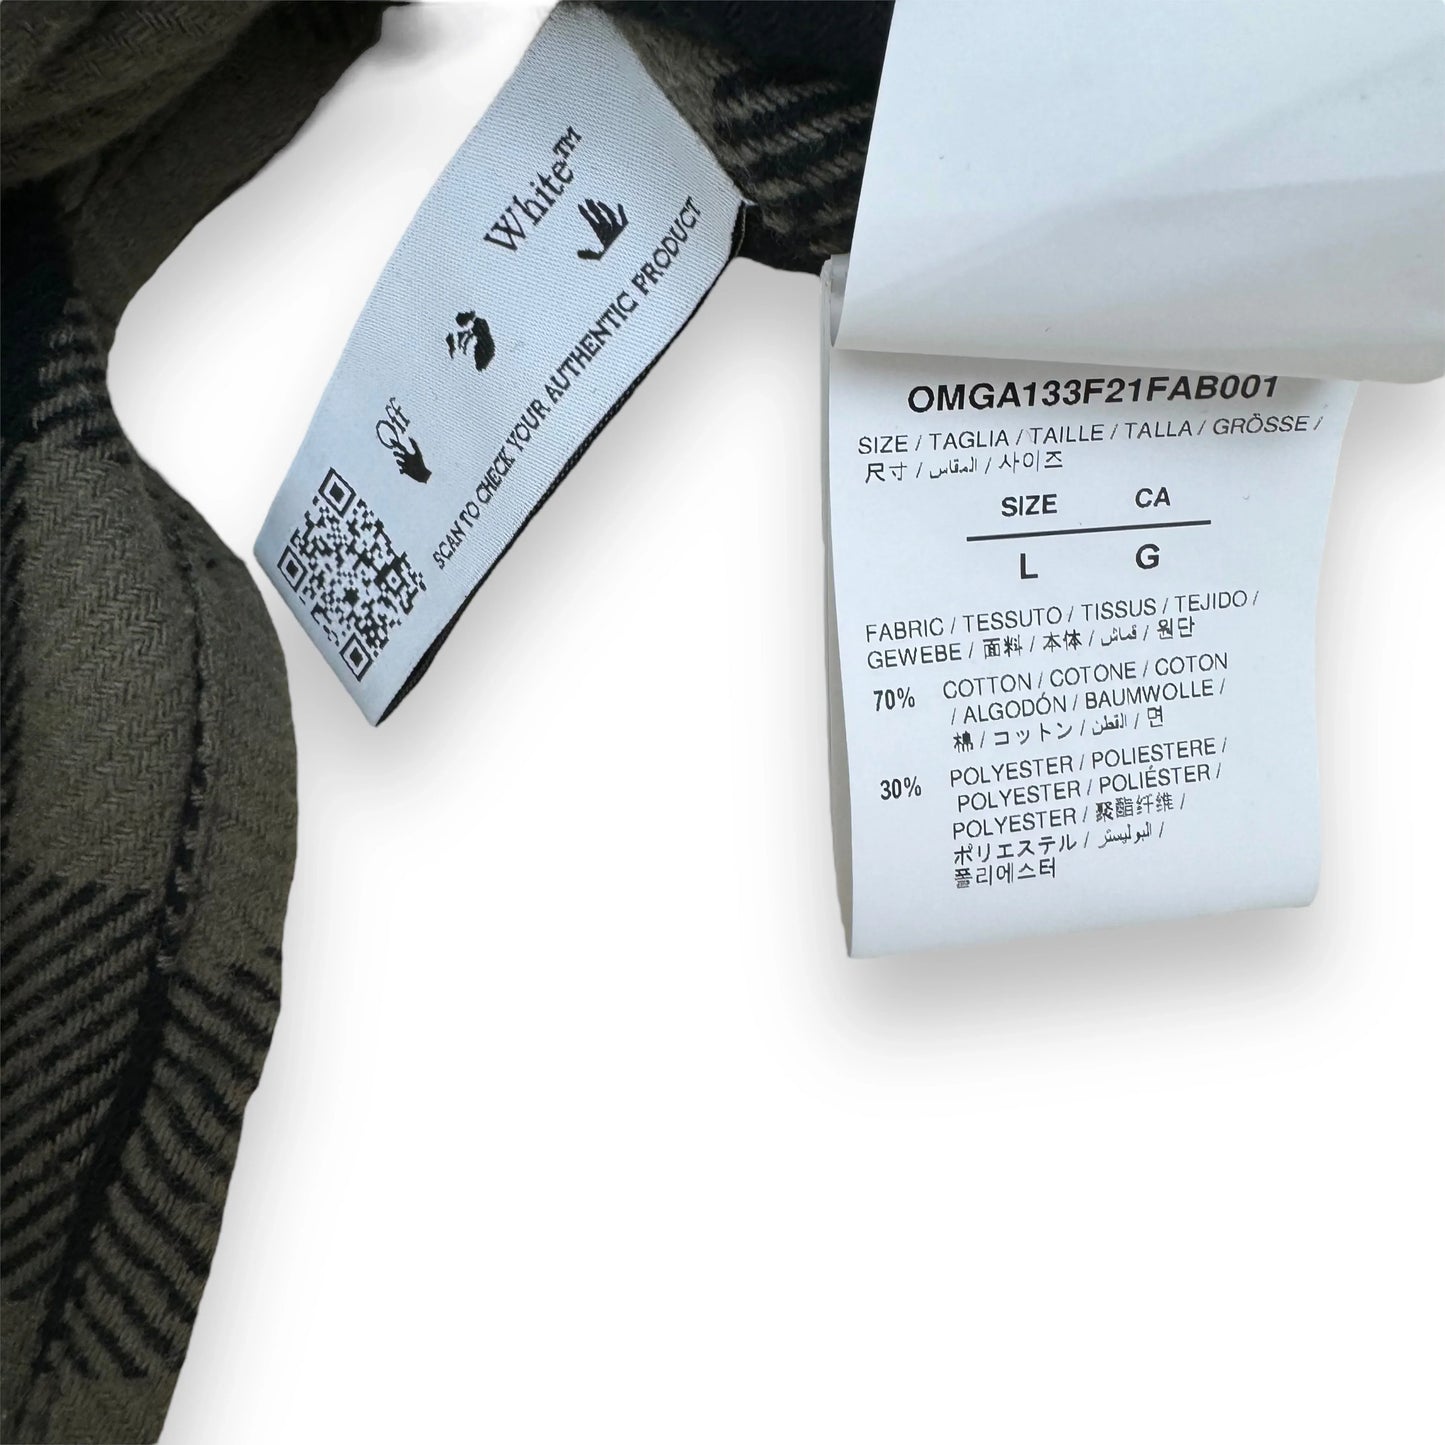 Off
White™
SCAN TO CHECK YOUR AUTHENTIC PRODUCT
OMGA133F21FAB001
SIZE / TAGLIA / TAILLE / TALLA / GRÖSSE /
尺寸 / المقاس / 사이즈
SIZE CA
L G
FABRIC / TESSUTO / TISSUS / TEJIDO /
GEWEBE / 面料 / 本体 / قماش / 원단
70% COTTON / COTONE / COTON
/ ALGODÓN / BAUMWOLLE /
棉 / コットン / القطن / 면
30% POLYESTER / POLIESTERE /
POLYESTER / POLIÉSTER /
POLYESTER / 聚酯纤维 /
ポリエステル / البوليستر /
폴리에스터